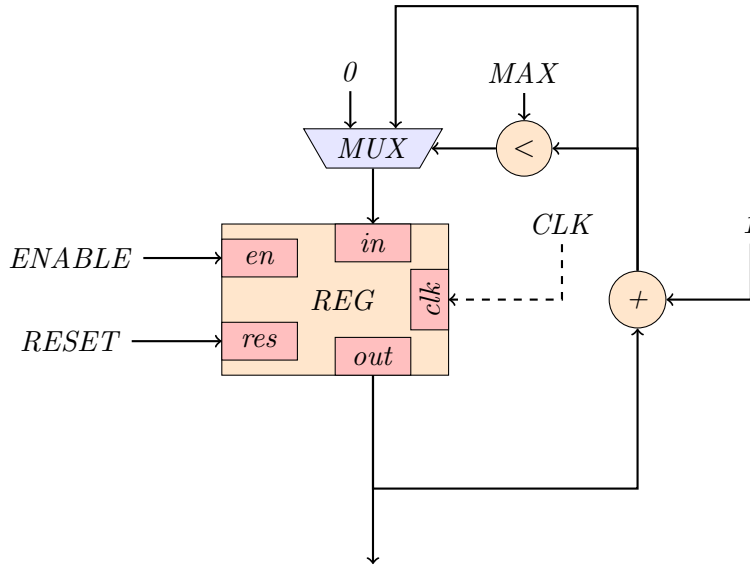 0
MAX
MUX
<
CLK
ENABLE
en
in
clk
REG
+
RESET
res
out